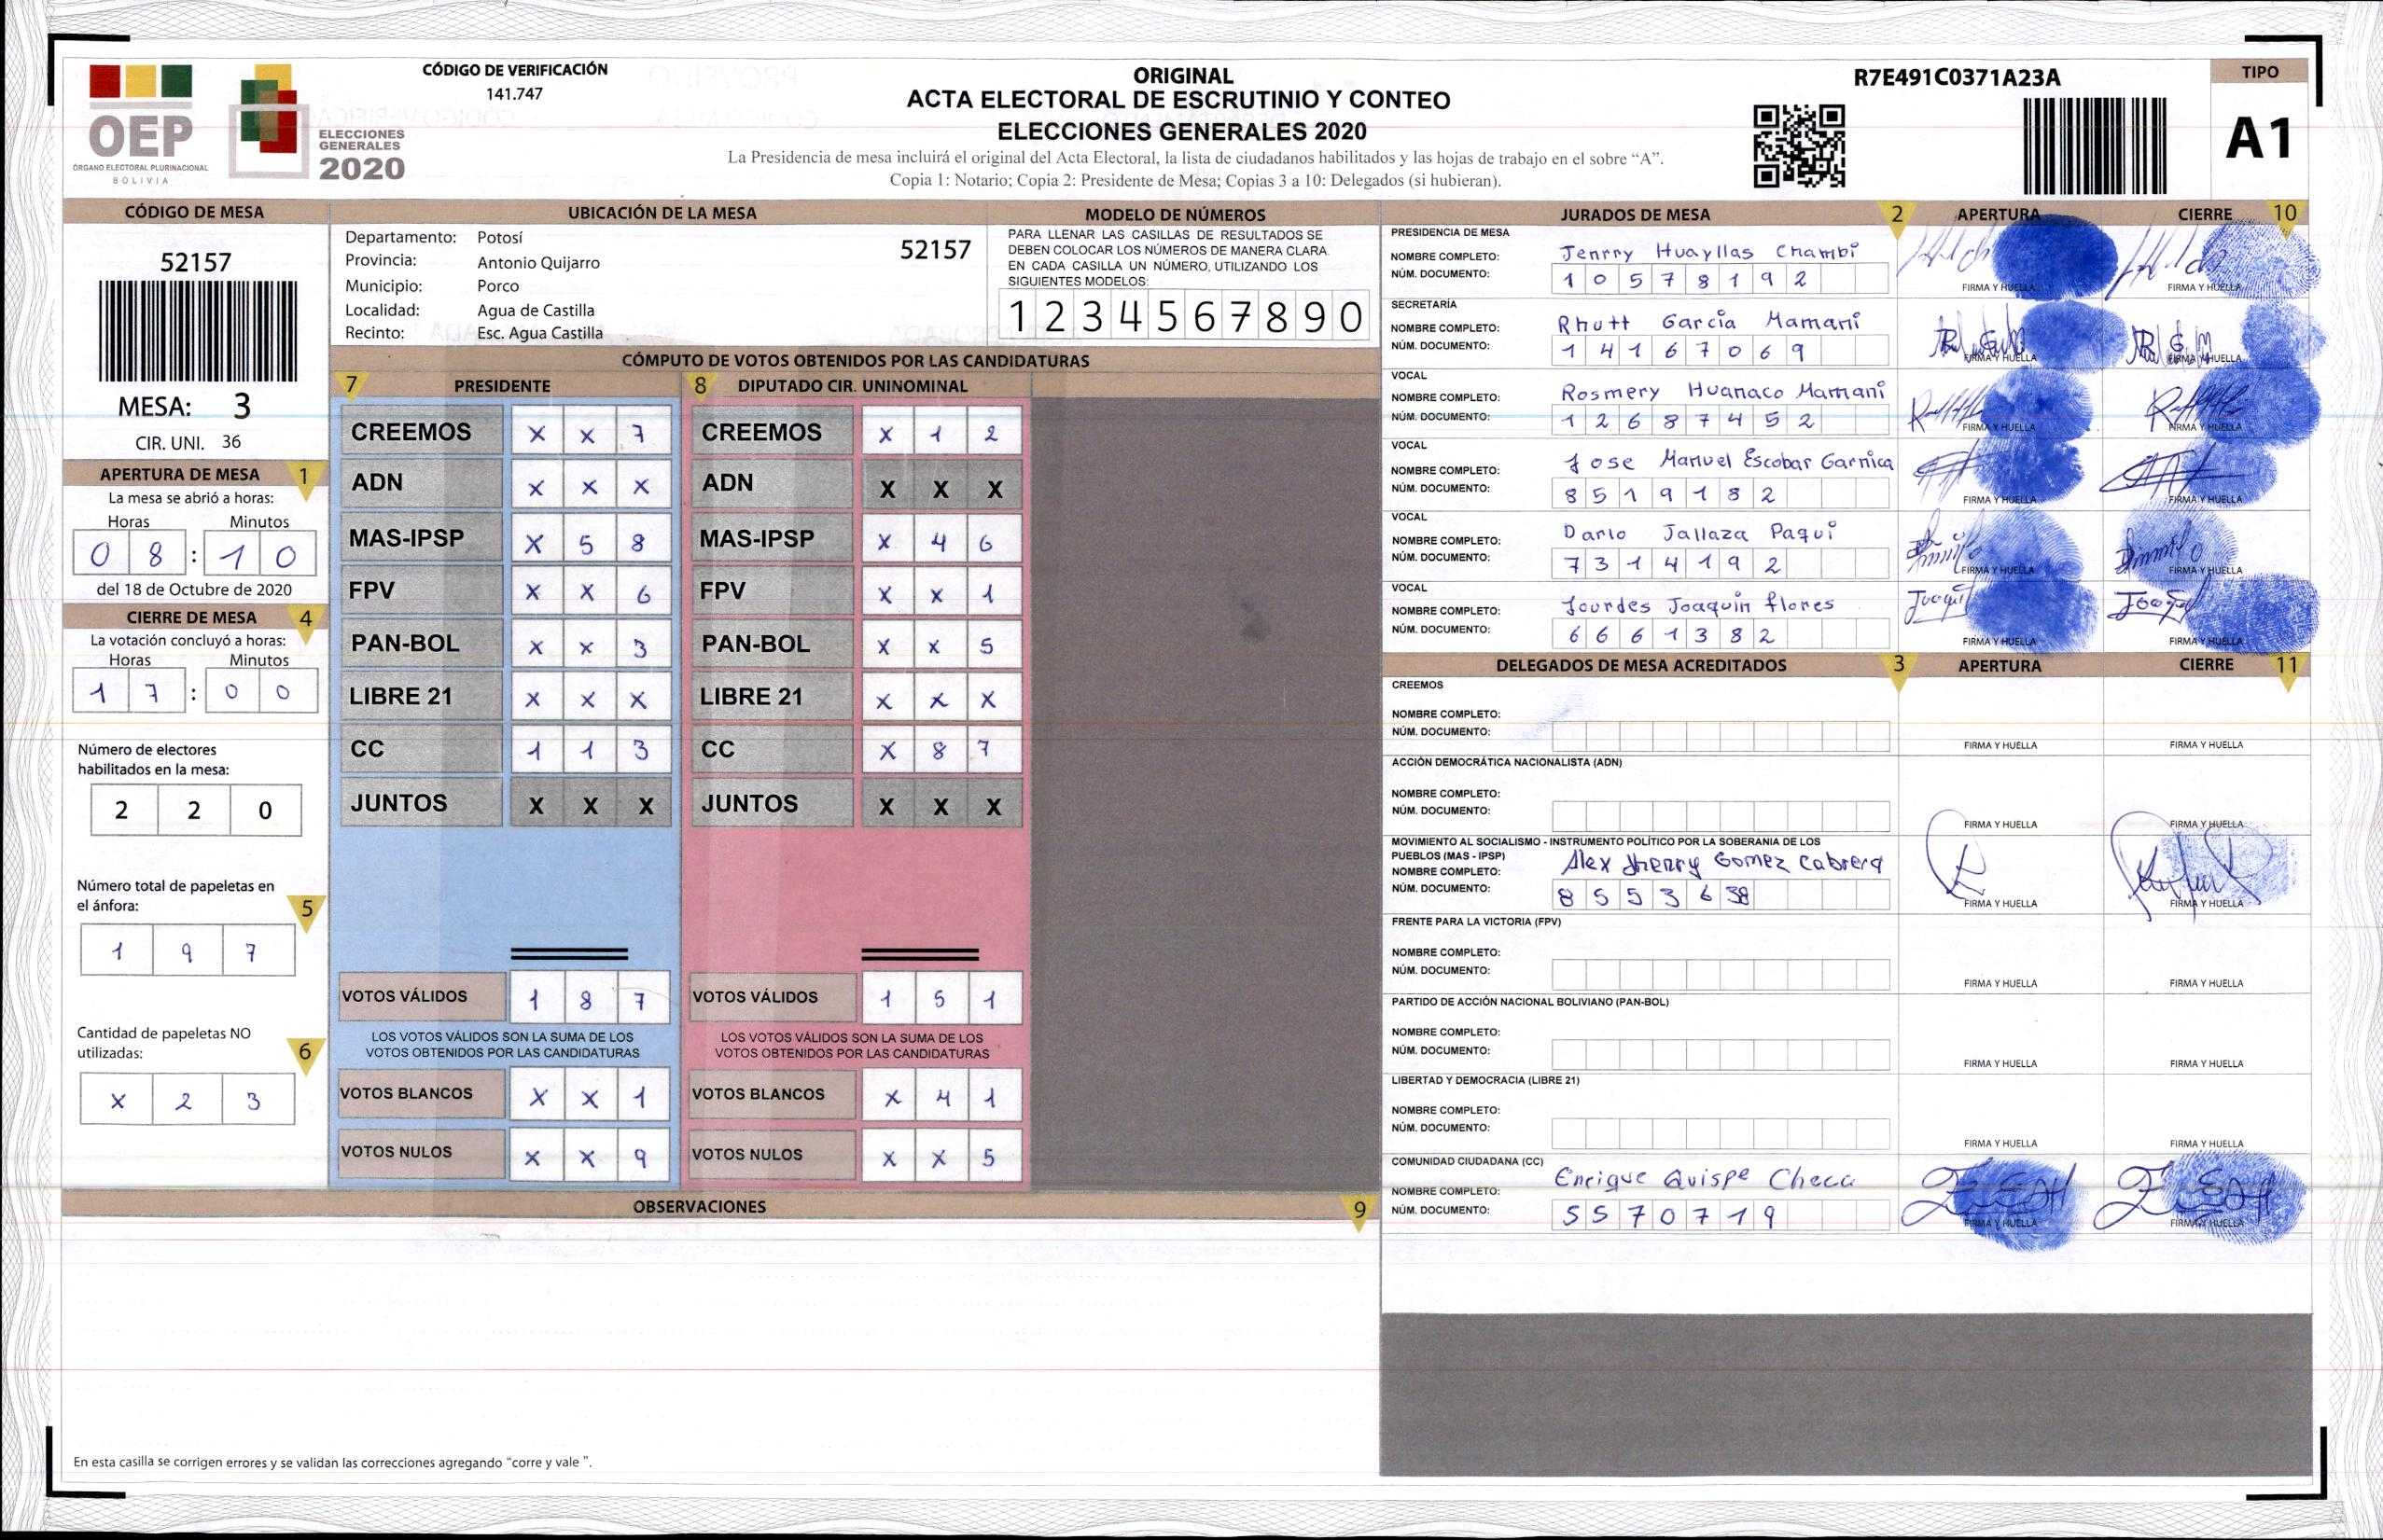 OEP
ÓRGANO ELECTORAL PLURINACIONAL
BOLIVIA
ELECCIONES
GENERALES
2020
CÓDIGO DE VERIFICACIÓN
141.747
ORIGINAL
ACTA ELECTORAL DE ESCRUTINIO Y CONTEO
ELECCIONES GENERALES 2020
La Presidencia de mesa incluirá el original del Acta Electoral, la lista de ciudadanos habilitados y las hojas de trabajo en el sobre “A”.
Copia 1: Notario; Copia 2: Presidente de Mesa; Copias 3 a 10: Delegados (si hubieran).
R7E491C0371A23A
TIPO
A1
CÓDIGO DE MESA
52157
MESA: 3
CIR. UNI. 36
APERTURA DE MESA 1
La mesa se abrió a horas:
Horas Minutos
0 8 : 1 0
del 18 de Octubre de 2020
CIERRE DE MESA 4
La votación concluyó a horas:
Horas Minutos
1 7 : 0 0
Número de electores
habilitados en la mesa:
2 2 0
Número total de papeletas en
el ánfora: 5
1 9 7
Cantidad de papeletas NO
utilizadas: 6
X 2 3
UBICACIÓN DE LA MESA
Departamento: Potosí
52157
Provincia: Antonio Quijarro
Municipio: Porco
Localidad: Agua de Castilla
Recinto: Esc. Agua Castilla
MODELO DE NÚMEROS
PARA LLENAR LAS CASILLAS DE RESULTADOS SE
DEBEN COLOCAR LOS NÚMEROS DE MANERA CLARA.
EN CADA CASILLA UN NÚMERO, UTILIZANDO LOS
SIGUIENTES MODELOS:
1 2 3 4 5 6 7 8 9 0
CÓMPUTO DE VOTOS OBTENIDOS POR LAS CANDIDATURAS
7 PRESIDENTE 8 DIPUTADO CIR. UNINOMINAL
CREEMOS X X 7 CREEMOS X 1 2
ADN X X X ADN X X X
MAS-IPSP X 5 8 MAS-IPSP X 4 6
FPV X X 6 FPV X X 1
PAN-BOL X X 3 PAN-BOL X X 5
LIBRE 21 X X X LIBRE 21 X X X
CC 1 1 3 CC X 8 7
JUNTOS X X X JUNTOS X X X
VOTOS VÁLIDOS 1 8 7 VOTOS VÁLIDOS 1 5 1
LOS VOTOS VÁLIDOS SON LA SUMA DE LOS LOS VOTOS VÁLIDOS SON LA SUMA DE LOS
VOTOS OBTENIDOS POR LAS CANDIDATURAS VOTOS OBTENIDOS POR LAS CANDIDATURAS
VOTOS BLANCOS X X 1 VOTOS BLANCOS X 4 1
VOTOS NULOS X X 9 VOTOS NULOS X X 5
OBSERVACIONES 9
En esta casilla se corrigen errores y se validan las correcciones agregando “corre y vale ”.
JURADOS DE MESA 2 APERTURA CIERRE 10
PRESIDENCIA DE MESA
NOMBRE COMPLETO: Jenrry Huayllas Chambi
NÚM. DOCUMENTO: 1 0 5 7 8 1 9 2
FIRMA Y HUELLA FIRMA Y HUELLA
SECRETARÍA
NOMBRE COMPLETO: Rhutt García Mamani
NÚM. DOCUMENTO: 1 4 1 6 7 0 6 9
FIRMA Y HUELLA FIRMA Y HUELLA
VOCAL
NOMBRE COMPLETO: Rosmery Huanaco Mamani
NÚM. DOCUMENTO: 1 2 6 8 7 4 5 2
FIRMA Y HUELLA FIRMA Y HUELLA
VOCAL
NOMBRE COMPLETO: Jose Manuel Escobar Garnica
NÚM. DOCUMENTO: 8 5 1 9 1 8 2
FIRMA Y HUELLA FIRMA Y HUELLA
VOCAL
NOMBRE COMPLETO: Dario Jallaza Paqui
NÚM. DOCUMENTO: 7 3 1 4 1 9 2
FIRMA Y HUELLA FIRMA Y HUELLA
VOCAL
NOMBRE COMPLETO: Lourdes Joaquin flores
NÚM. DOCUMENTO: 6 6 6 1 3 8 2
FIRMA Y HUELLA FIRMA Y HUELLA
DELEGADOS DE MESA ACREDITADOS 3 APERTURA CIERRE 11
CREEMOS
NOMBRE COMPLETO:
NÚM. DOCUMENTO:
FIRMA Y HUELLA FIRMA Y HUELLA
ACCIÓN DEMOCRÁTICA NACIONALISTA (ADN)
NOMBRE COMPLETO:
NÚM. DOCUMENTO:
FIRMA Y HUELLA FIRMA Y HUELLA
MOVIMIENTO AL SOCIALISMO - INSTRUMENTO POLÍTICO POR LA SOBERANIA DE LOS
PUEBLOS (MAS - IPSP)
NOMBRE COMPLETO: Alex Jhenrry Gomez Cabrera
NÚM. DOCUMENTO: 8 5 5 3 6 38
FIRMA Y HUELLA FIRMA Y HUELLA
FRENTE PARA LA VICTORIA (FPV)
NOMBRE COMPLETO:
NÚM. DOCUMENTO:
FIRMA Y HUELLA FIRMA Y HUELLA
PARTIDO DE ACCIÓN NACIONAL BOLIVIANO (PAN-BOL)
NOMBRE COMPLETO:
NÚM. DOCUMENTO:
FIRMA Y HUELLA FIRMA Y HUELLA
LIBERTAD Y DEMOCRACIA (LIBRE 21)
NOMBRE COMPLETO:
NÚM. DOCUMENTO:
FIRMA Y HUELLA FIRMA Y HUELLA
COMUNIDAD CIUDADANA (CC)
NOMBRE COMPLETO: Enrique Quispe Checa
NÚM. DOCUMENTO: 5 5 7 0 7 1 9
FIRMA Y HUELLA FIRMA Y HUELLA